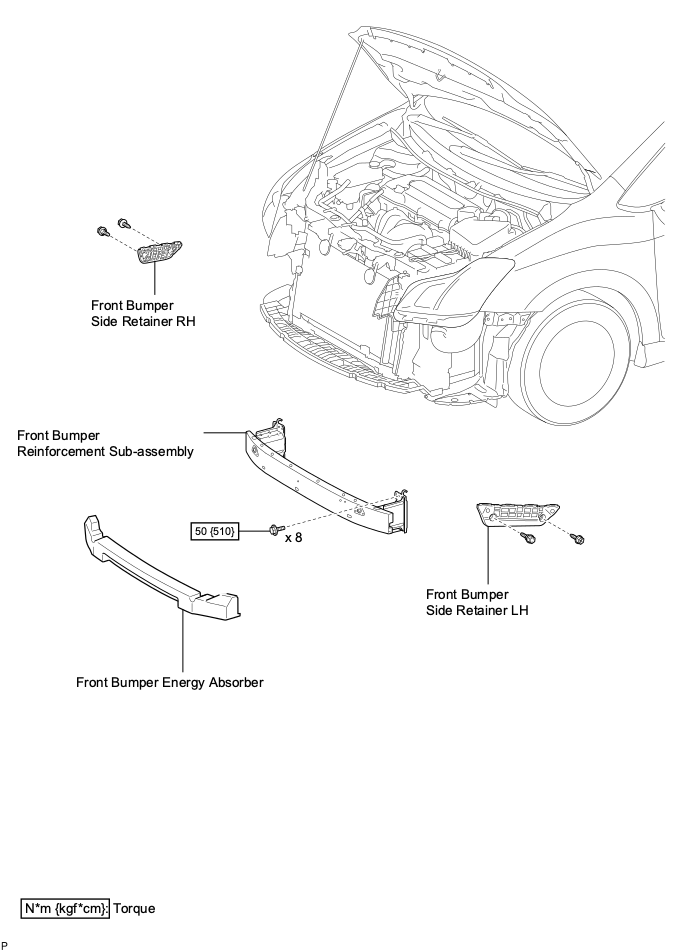 Front Bumper
Side Retainer RH
Front Bumper
Reinforcement Sub-assembly
50 {510}
x 8
Front Bumper
Side Retainer LH
Front Bumper Energy Absorber
N*m {kgf*cm}: Torque
P